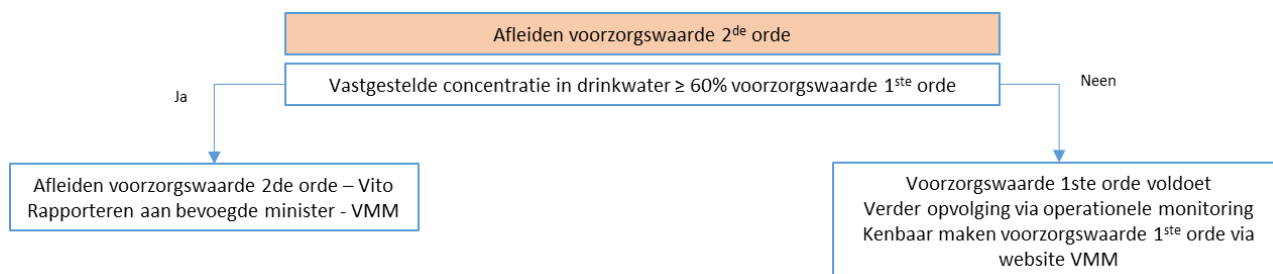 Afleiden voorzorgswaarde 2de orde
Vastgestelde concentratie in drinkwater ≥ 60% voorzorgswaarde 1ste orde
Ja
Neen
Afleiden voorzorgswaarde 2de orde – Vito
Rapporteren aan bevoegde minister - VMM
Voorzorgswaarde 1ste orde voldoet
Verder opvolging via operationele monitoring
Kenbaar maken voorzorgswaarde 1ste orde via
website VMM